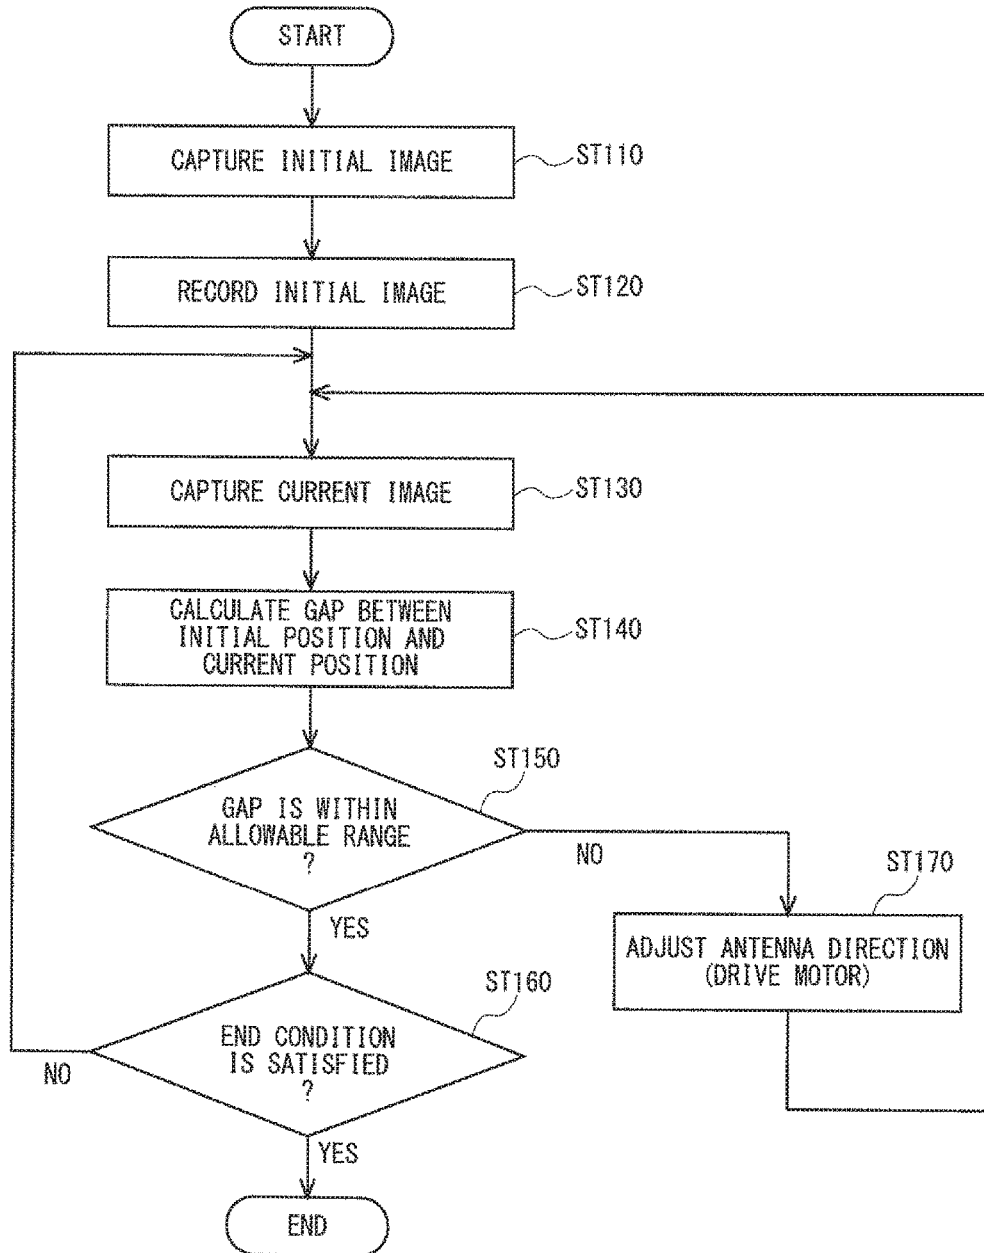 START
CAPTURE INITIAL IMAGE
ST110
RECORD INITIAL IMAGE
ST120
CAPTURE CURRENT IMAGE
ST130
CALCULATE GAP BETWEEN
INITIAL POSITION AND
CURRENT POSITION
ST140
ST150
GAP IS WITHIN
ALLOWABLE RANGE
?
NO
YES
ST170
ADJUST ANTENNA DIRECTION
(DRIVE MOTOR)
ST160
END CONDITION
IS SATISFIED
?
NO
YES
END